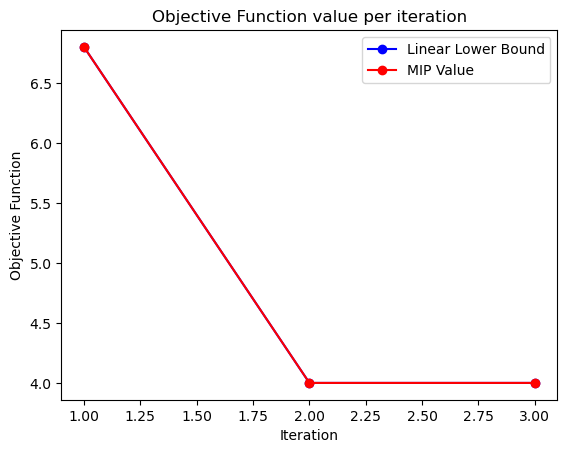 Objective Function value per iteration
Linear Lower Bound
MIP Value
Objective Function
6.5
6.0
5.5
5.0
4.5
4.0
1.00 1.25 1.50 1.75 2.00 2.25 2.50 2.75 3.00
Iteration